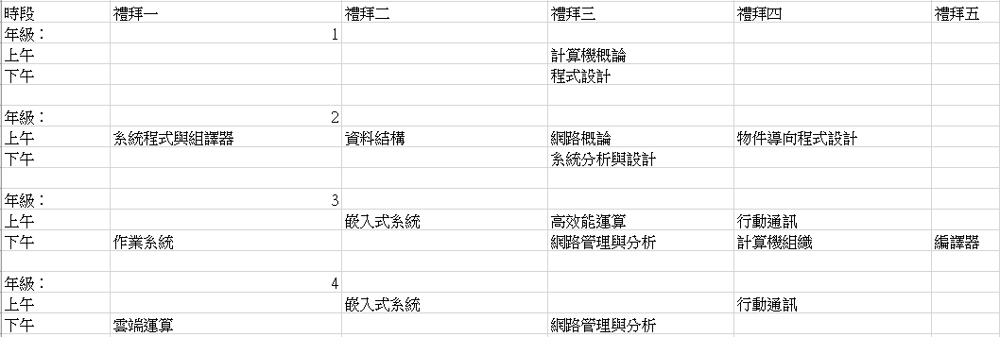 時段 禮拜一 禮拜二 禮拜三 禮拜四 禮拜五
年級： 1
上午 計算機概論
下午 程式設計
年級： 2
上午 系統程式與組譯器 資料結構 網路概論 物件導向程式設計
下午 系統分析與設計
年級： 3
上午 嵌入式系統 高效能運算 行動通訊
下午 作業系統 網路管理與分析 計算機組織 編譯器
年級： 4
上午 嵌入式系統 行動通訊
下午 雲端運算 網路管理與分析